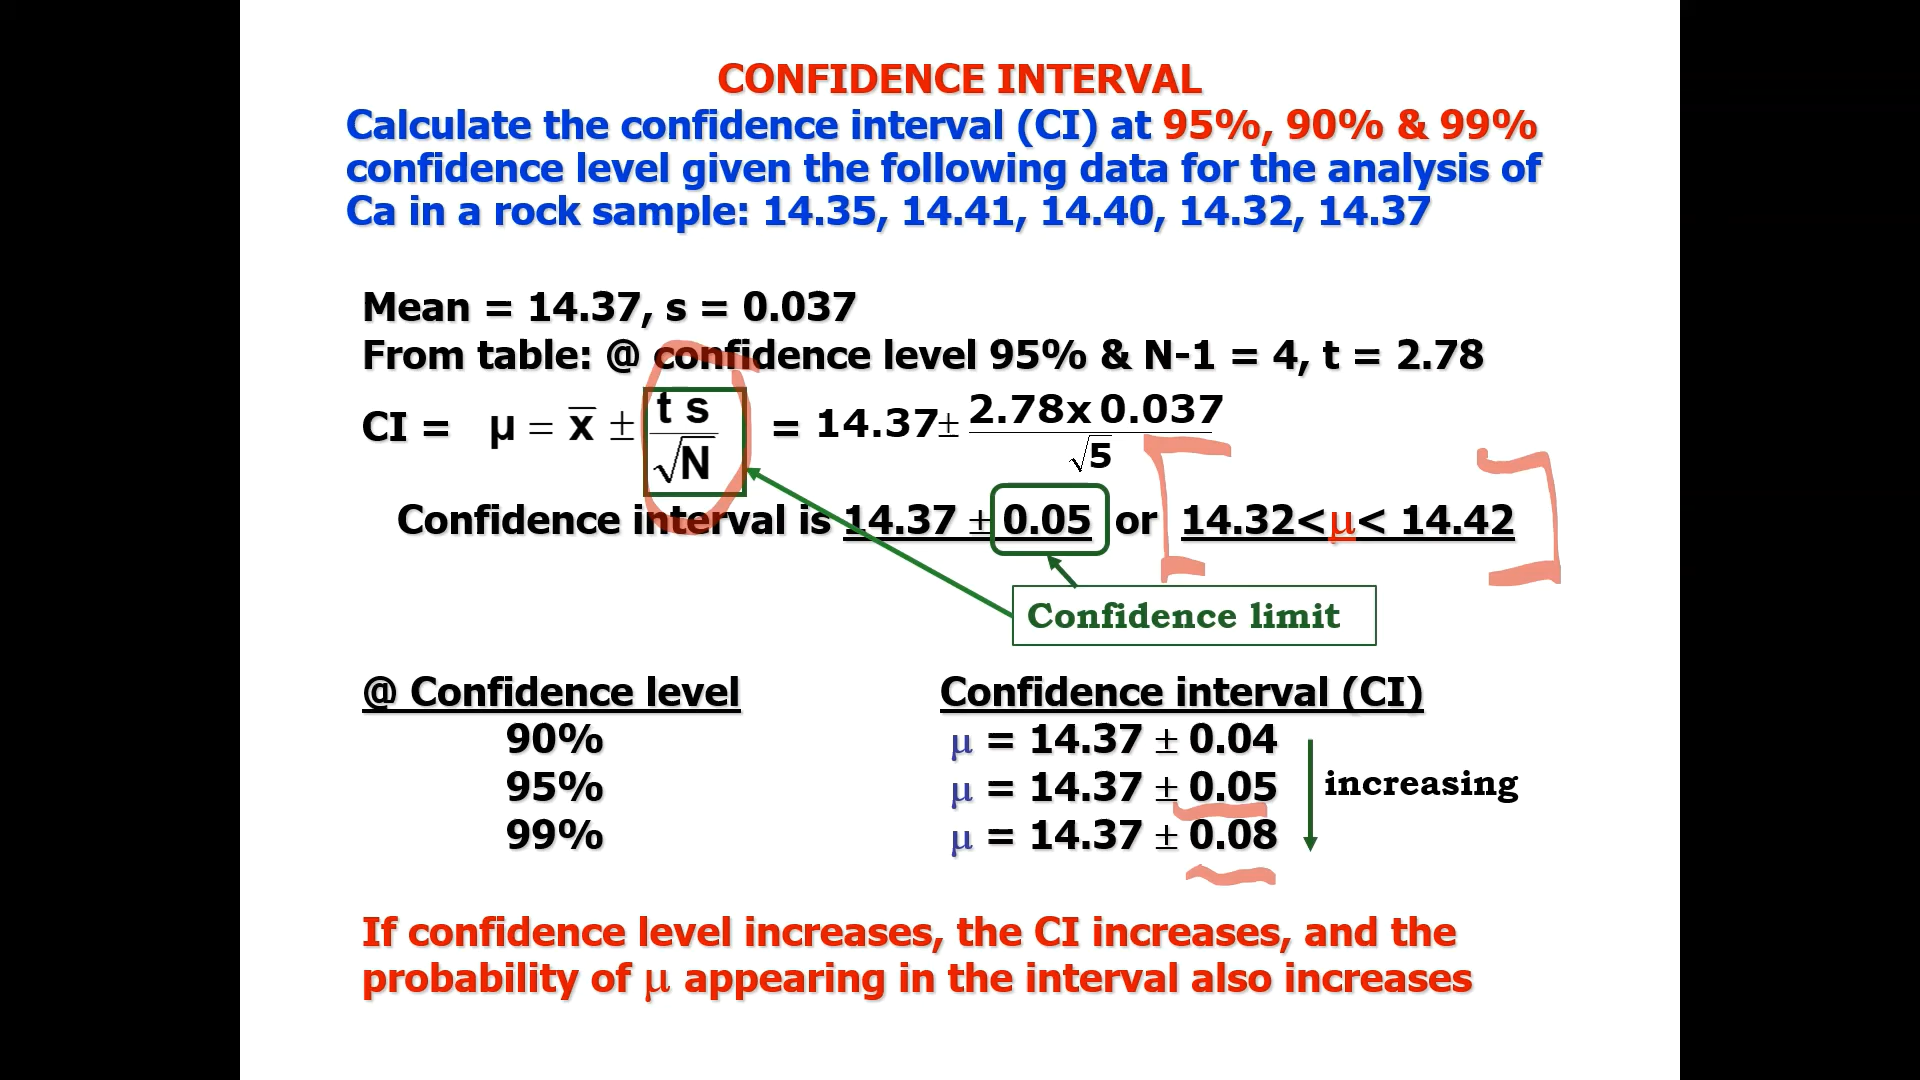 CONFIDENCE INTERVAL
Calculate the confidence interval (CI) at 95%, 90% & 99%
confidence level given the following data for the analysis of
Ca in a rock sample: 14.35, 14.41, 14.40, 14.32, 14.37
Mean = 14.37, s = 0.037
From table: @ confidence level 95% & N-1 = 4, t = 2.78
CI = μ = x̄ ± t s / √N = 14.37 ± 2.78x 0.037 / √5
Confidence interval is 14.37 ± 0.05 or 14.32<μ< 14.42
Confidence limit
@ Confidence level Confidence interval (CI)
90% μ = 14.37 ± 0.04
95% μ = 14.37 ± 0.05 increasing
99% μ = 14.37 ± 0.08
If confidence level increases, the CI increases, and the
probability of μ appearing in the interval also increases